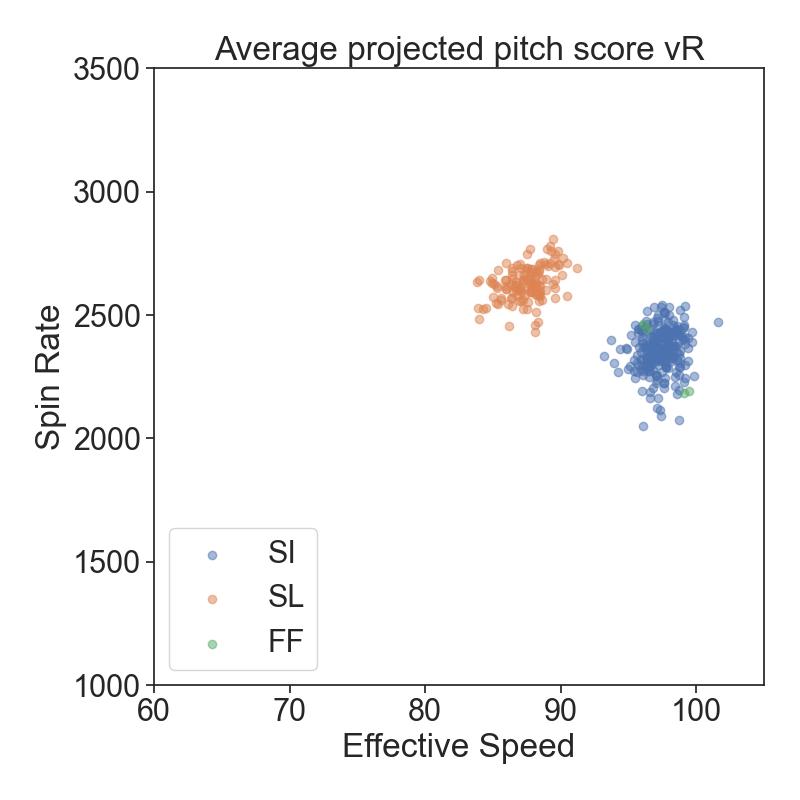 Average projected pitch score vR
3500
3000
2500
2000
1500
1000
Spin Rate
SI
SL
FF
60 70 80 90 100
Effective Speed